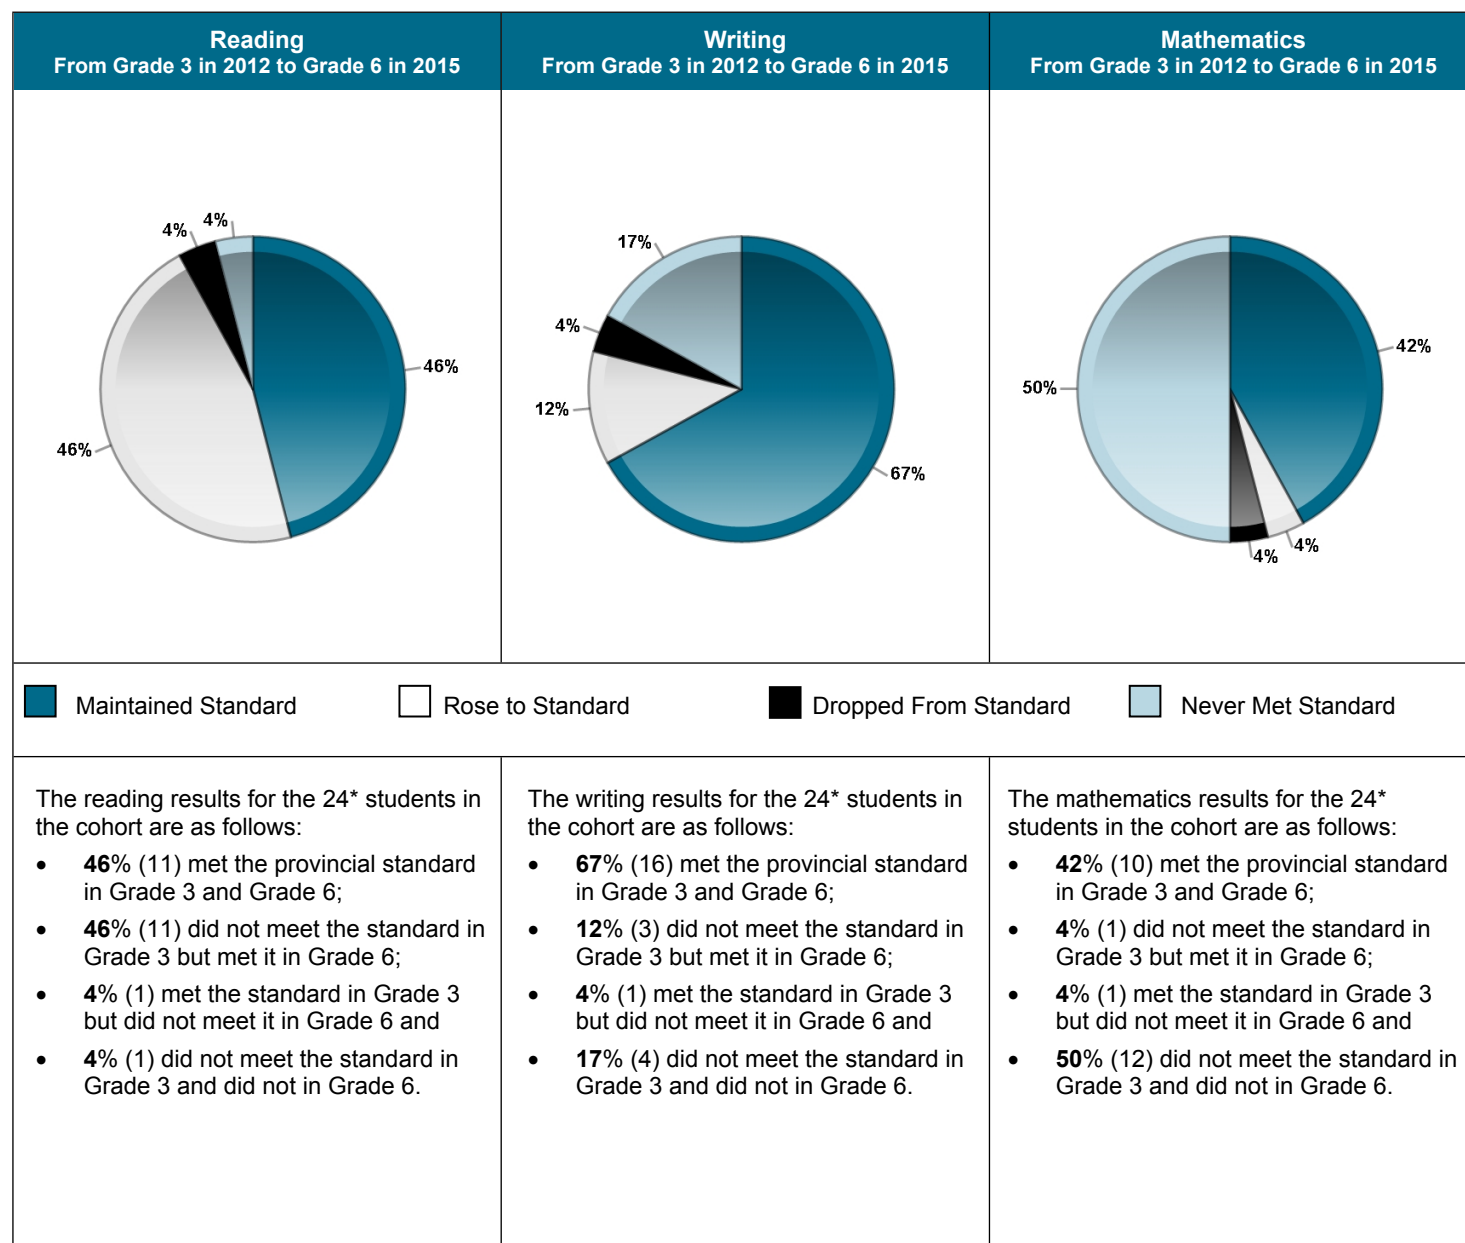 Reading
From Grade 3 in 2012 to Grade 6 in 2015
Writing
From Grade 3 in 2012 to Grade 6 in 2015
Mathematics
From Grade 3 in 2012 to Grade 6 in 2015
4%
4%
46%
46%
17%
4%
12%
67%
42%
50%
4%
4%
Maintained Standard
Rose to Standard
Dropped From Standard
Never Met Standard
The reading results for the 24* students in
the cohort are as follows:
• 46% (11) met the provincial standard
in Grade 3 and Grade 6;
• 46% (11) did not meet the standard in
Grade 3 but met it in Grade 6;
• 4% (1) met the standard in Grade 3
but did not meet it in Grade 6 and
• 4% (1) did not meet the standard in
Grade 3 and did not in Grade 6.
The writing results for the 24* students in
the cohort are as follows:
• 67% (16) met the provincial standard
in Grade 3 and Grade 6;
• 12% (3) did not meet the standard in
Grade 3 but met it in Grade 6;
• 4% (1) met the standard in Grade 3
but did not meet it in Grade 6 and
• 17% (4) did not meet the standard in
Grade 3 and did not in Grade 6.
The mathematics results for the 24*
students in the cohort are as follows:
• 42% (10) met the provincial standard
in Grade 3 and Grade 6;
• 4% (1) did not meet the standard in
Grade 3 but met it in Grade 6;
• 4% (1) met the standard in Grade 3
but did not meet it in Grade 6 and
• 50% (12) did not meet the standard in
Grade 3 and did not in Grade 6.